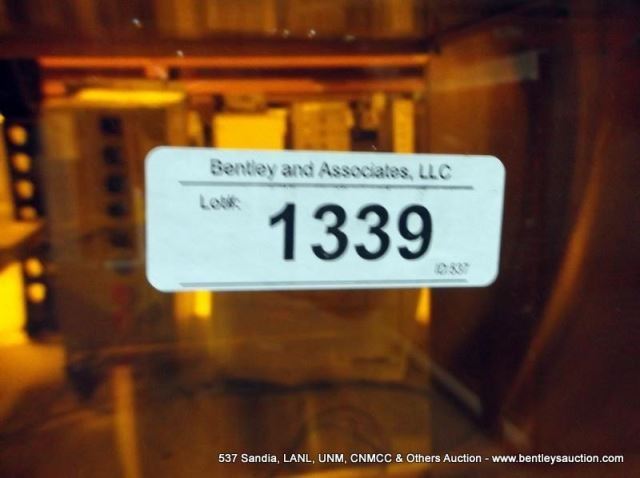 Bentley and Associates, LLC
Lot#: 1339
ID:537
537 Sandia, LANL, UNM, CNMCC & Others Auction - www.bentleysauction.com